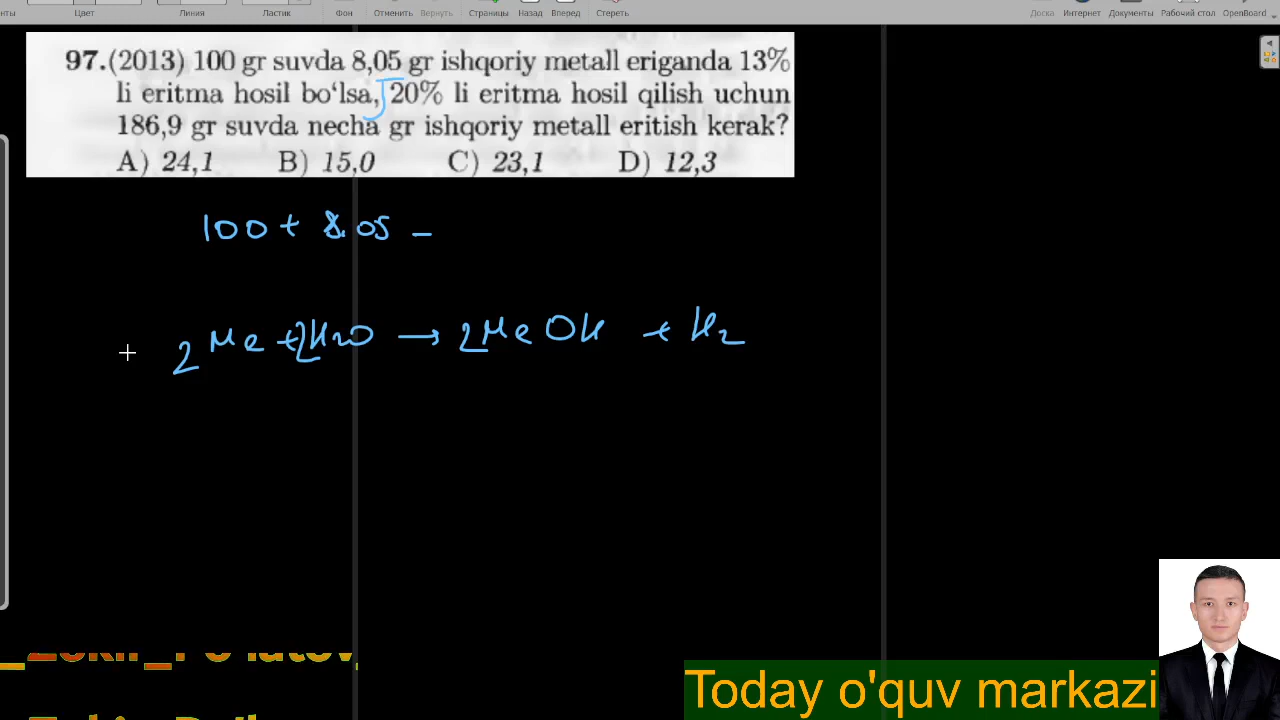 нты
Цвет
Линия
Ластик
Фон
Отменить
Вернуть
Страницы
Назад
Вперед
Стереть
Доска
Интернет
Документы
Рабочий стол
OpenBoard
97.(2013) 100 gr suvda 8,05 gr ishqoriy metall eriganda 13%
li eritma hosil bo‘lsa, 20% li eritma hosil qilish uchun
186,9 gr suvda necha gr ishqoriy metall eritish kerak?
A) 24,1 B) 15,0 C) 23,1 D) 12,3
100 + 8.05 =
2Me + 2H2O → 2MeOH + H2
Today o'quv markazi